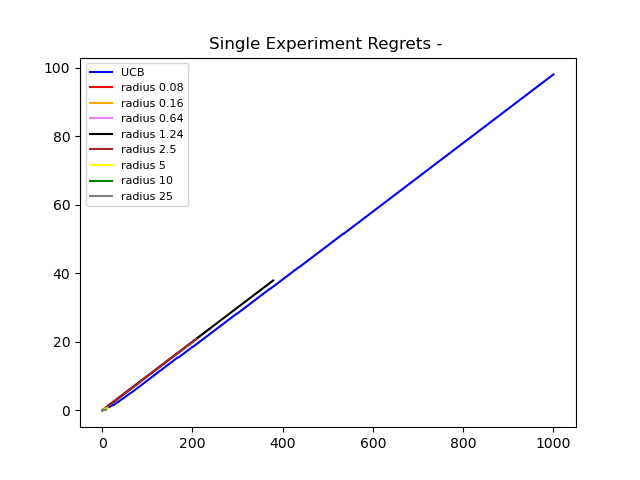 Single Experiment Regrets -
100
80
60
40
20
0
UCB
radius 0.08
radius 0.16
radius 0.64
radius 1.24
radius 2.5
radius 5
radius 10
radius 25
0 200 400 600 800 1000